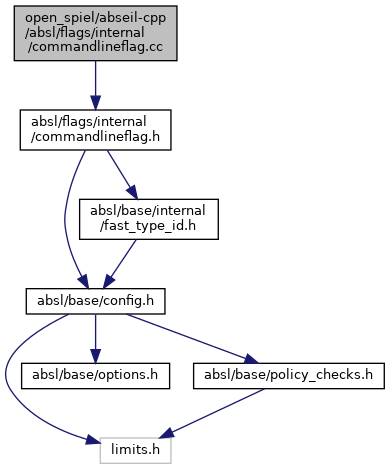 open_spiel/abseil-cpp
/absl/flags/internal
/commandlineflag.cc
absl/flags/internal
/commandlineflag.h
absl/base/internal
/fast_type_id.h
absl/base/config.h
absl/base/options.h
absl/base/policy_checks.h
limits.h